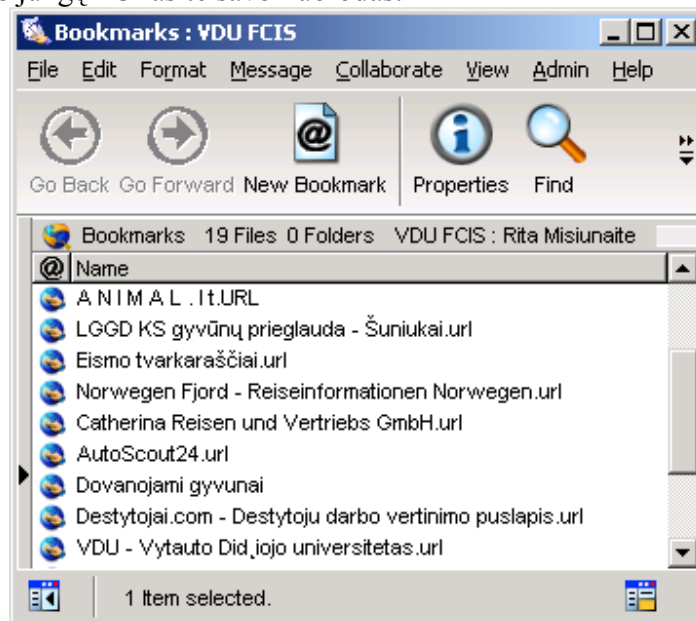 Bookmarks : VDU FCIS
File Edit Format Message Collaborate View Admin Help
Go Back Go Forward New Bookmark Properties Find
Bookmarks 19 Files 0 Folders VDU FCIS : Rita Misiunaite
@ Name
A N I M A L . l t.URL
LGGD KS gyvūnų prieglauda - Šuniukai.url
Eismo tvarkaraščiai.url
Norwegen Fjord - Reiseinformationen Norwegen.url
Catherina Reisen und Vertriebs GmbH.url
AutoScout24.url
Dovanojami gyvunai
Destytojai.com - Destytoju darbo vertinimo puslapis.url
VDU - Vytauto Did¸iojo universitetas.url
1 Item selected.